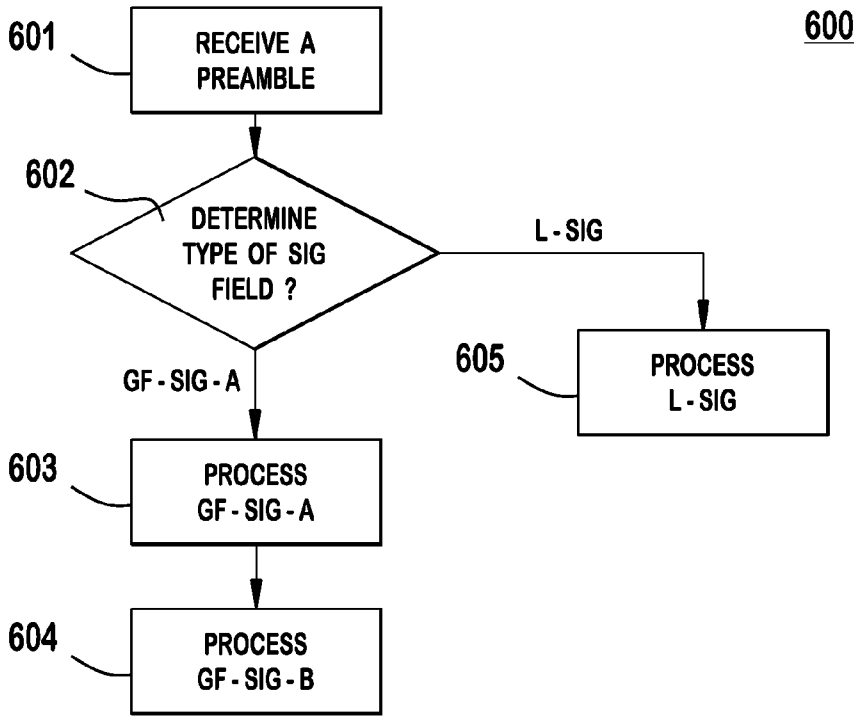 600
601
RECEIVE A
PREAMBLE
602
DETERMINE
TYPE OF SIG
FIELD ?
L - SIG
GF - SIG - A
605
PROCESS
L - SIG
603
PROCESS
GF - SIG - A
604
PROCESS
GF - SIG - B